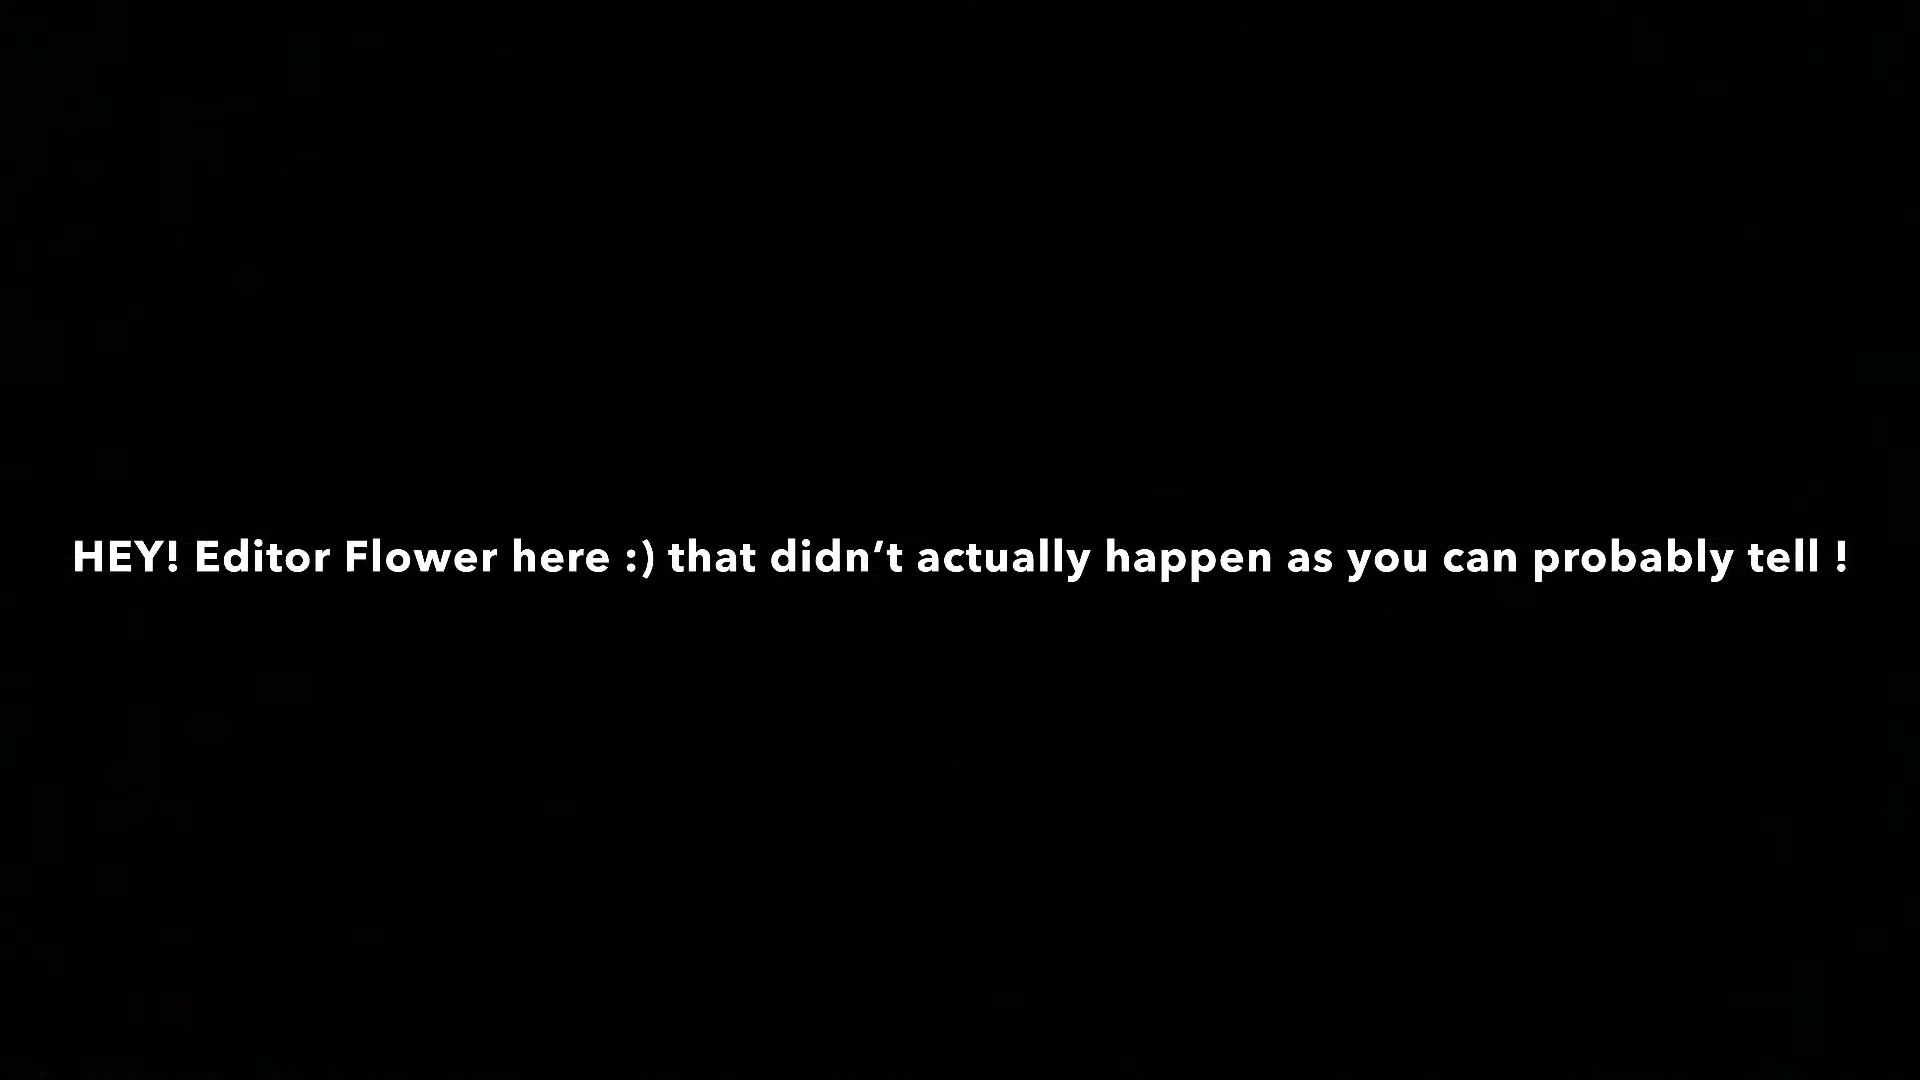 HEY! Editor Flower here :) that didn’t actually happen as you can probably tell !